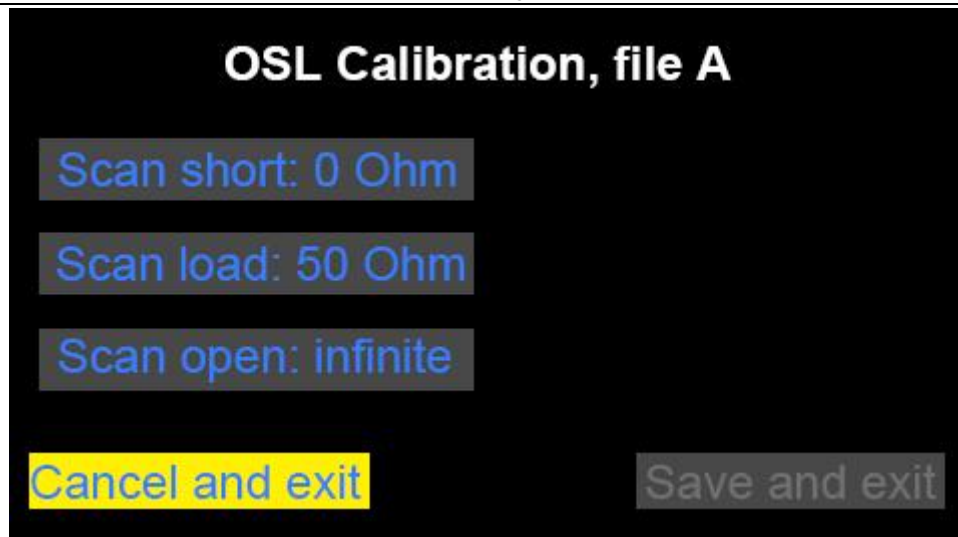 OSL Calibration, file A
Scan short: 0 Ohm
Scan load: 50 Ohm
Scan open: infinite
Cancel and exit
Save and exit